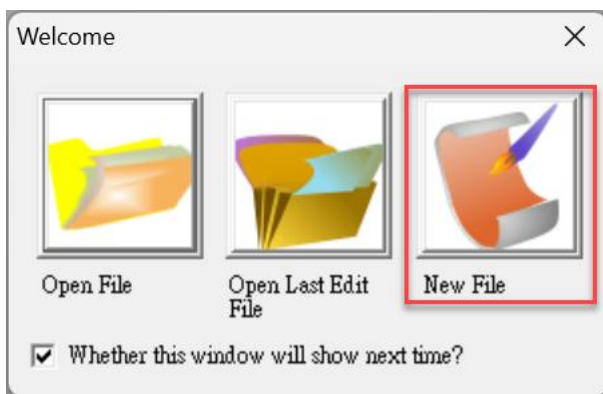 Welcome
Open File
Open Last Edit
File
New File
Whether this window will show next time?